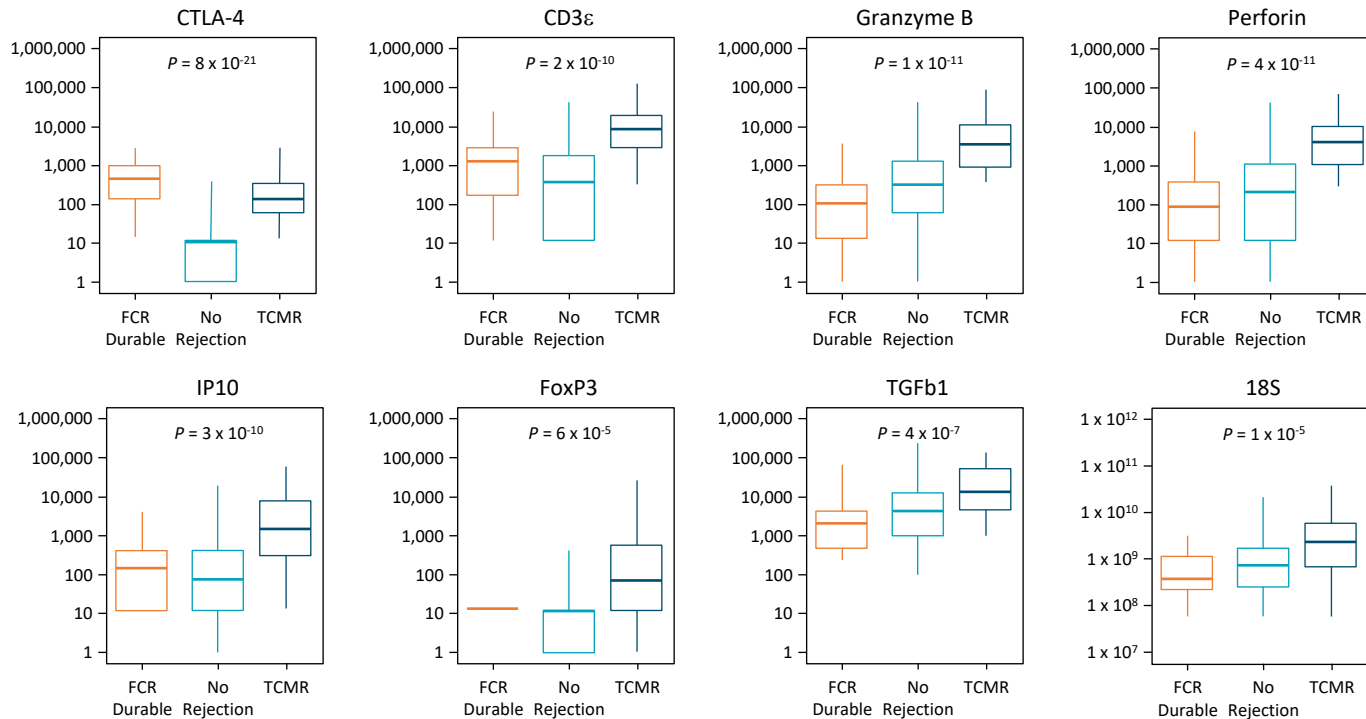 CTLA-4
1,000,000
100,000
10,000
1,000
100
10
1
P = 8 x 10⁻²¹
FCR No TCMR
Durable Rejection
CD3ε
1,000,000
100,000
10,000
1,000
100
10
1
P = 2 x 10⁻¹⁰
FCR No TCMR
Durable Rejection
Granzyme B
1,000,000
100,000
10,000
1,000
100
10
1
P = 1 x 10⁻¹¹
FCR No TCMR
Durable Rejection
Perforin
1,000,000
100,000
10,000
1,000
100
10
1
P = 4 x 10⁻¹¹
FCR No TCMR
Durable Rejection
IP10
1,000,000
100,000
10,000
1,000
100
10
1
P = 3 x 10⁻¹⁰
FCR No TCMR
Durable Rejection
FoxP3
1,000,000
100,000
10,000
1,000
100
10
1
P = 6 x 10⁻⁵
FCR No TCMR
Durable Rejection
TGFb1
1,000,000
100,000
10,000
1,000
100
10
1
P = 4 x 10⁻⁷
FCR No TCMR
Durable Rejection
18S
1 x 10¹²
1 x 10¹¹
1 x 10¹⁰
1 x 10⁹
1 x 10⁸
1 x 10⁷
P = 1 x 10⁻⁵
FCR No TCMR
Durable Rejection